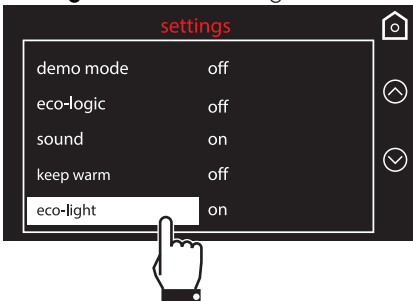 settings
demo mode off
eco-logic off
sound on
keep warm off
eco-light on